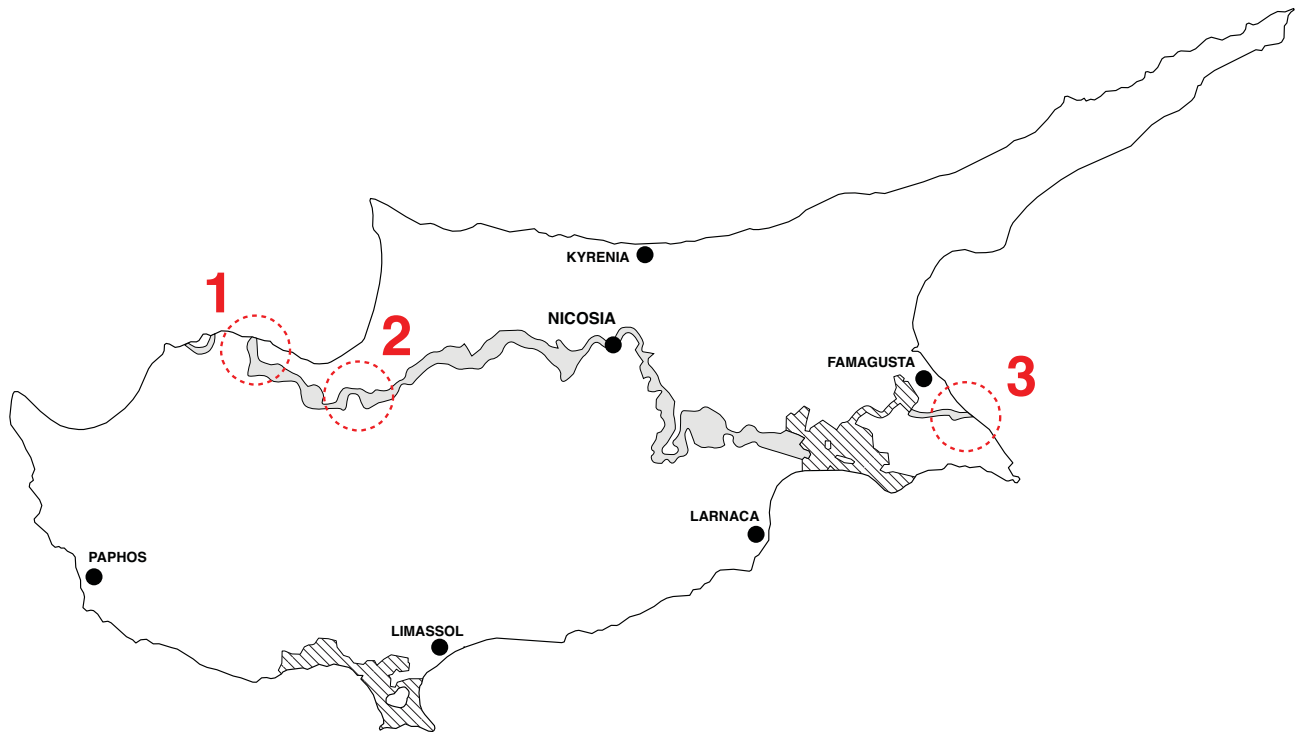 KYRENIA
1
NICOSIA
2
FAMAGUSTA
3
LARNACA
PAPHOS
LIMASSOL